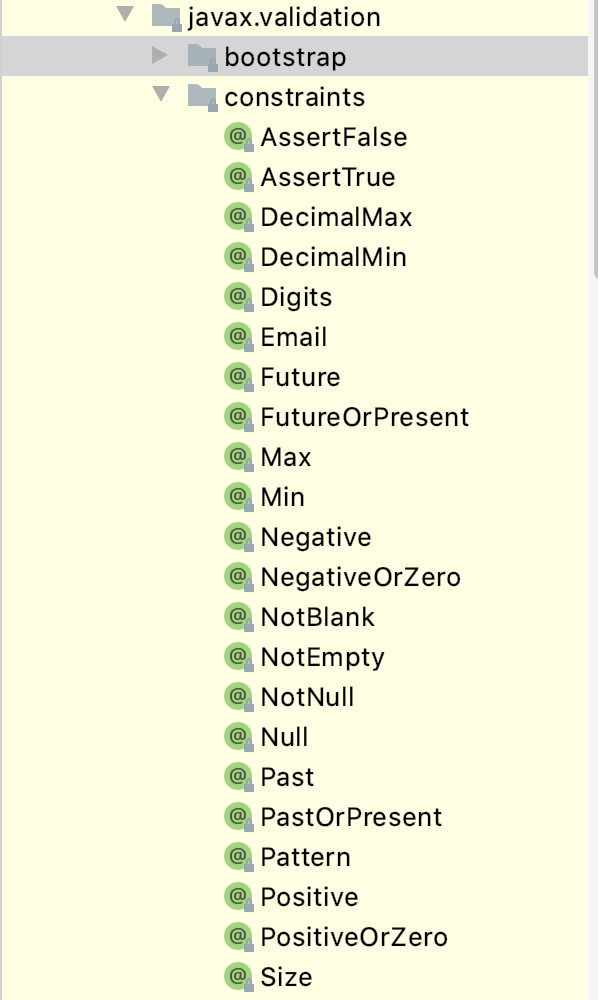 javax.validation
bootstrap
constraints
@ AssertFalse
@ AssertTrue
@ DecimalMax
@ DecimalMin
@ Digits
@ Email
@ Future
@ FutureOrPresent
@ Max
@ Min
@ Negative
@ NegativeOrZero
@ NotBlank
@ NotEmpty
@ NotNull
@ Null
@ Past
@ PastOrPresent
@ Pattern
@ Positive
@ PositiveOrZero
@ Size